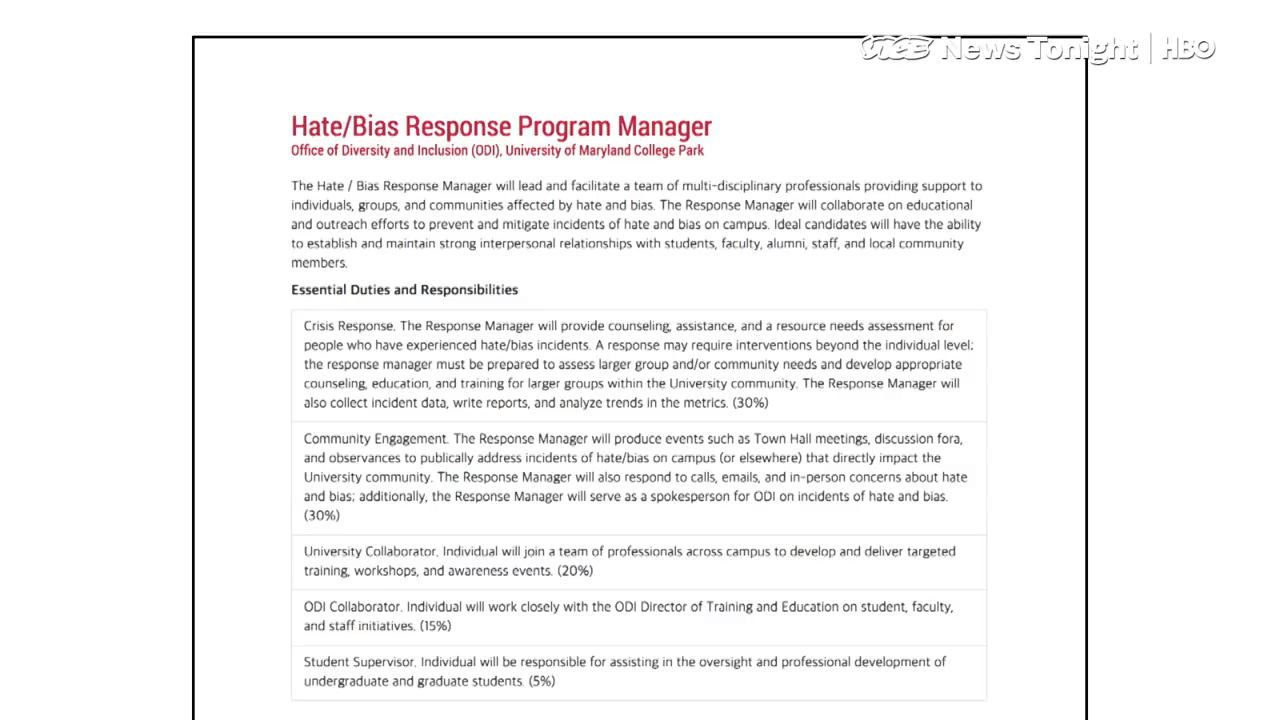 VICE News Tonight | HBO
Hate/Bias Response Program Manager
Office of Diversity and Inclusion (ODI), University of Maryland College Park
The Hate / Bias Response Manager will lead and facilitate a team of multi-disciplinary professionals providing support to
individuals, groups, and communities affected by hate and bias. The Response Manager will collaborate on educational
and outreach efforts to prevent and mitigate incidents of hate and bias on campus. Ideal candidates will have the ability
to establish and maintain strong interpersonal relationships with students, faculty, alumni, staff, and local community
members.
Essential Duties and Responsibilities
Crisis Response. The Response Manager will provide counseling, assistance, and a resource needs assessment for
people who have experienced hate/bias incidents. A response may require interventions beyond the individual level;
the response manager must be prepared to assess larger group and/or community needs and develop appropriate
counseling, education, and training for larger groups within the University community. The Response Manager will
also collect incident data, write reports, and analyze trends in the metrics. (30%)
Community Engagement. The Response Manager will produce events such as Town Hall meetings, discussion fora,
and observances to publically address incidents of hate/bias on campus (or elsewhere) that directly impact the
University community. The Response Manager will also respond to calls, emails, and in-person concerns about hate
and bias; additionally, the Response Manager will serve as a spokesperson for ODI on incidents of hate and bias.
(30%)
University Collaborator. Individual will join a team of professionals across campus to develop and deliver targeted
training, workshops, and awareness events. (20%)
ODI Collaborator. Individual will work closely with the ODI Director of Training and Education on student, faculty,
and staff initiatives. (15%)
Student Supervisor. Individual will be responsible for assisting in the oversight and professional development of
undergraduate and graduate students. (5%)